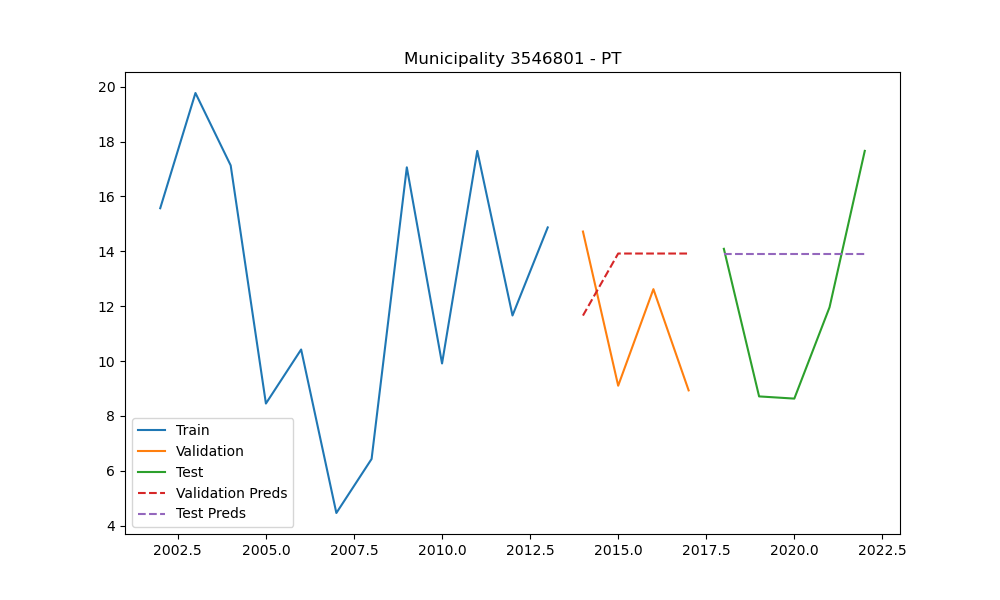 Municipality 3546801 - PT
20
18
16
14
12
10
8
6
4
Train
Validation
Test
Validation Preds
Test Preds
2002.5 2005.0 2007.5 2010.0 2012.5 2015.0 2017.5 2020.0 2022.5